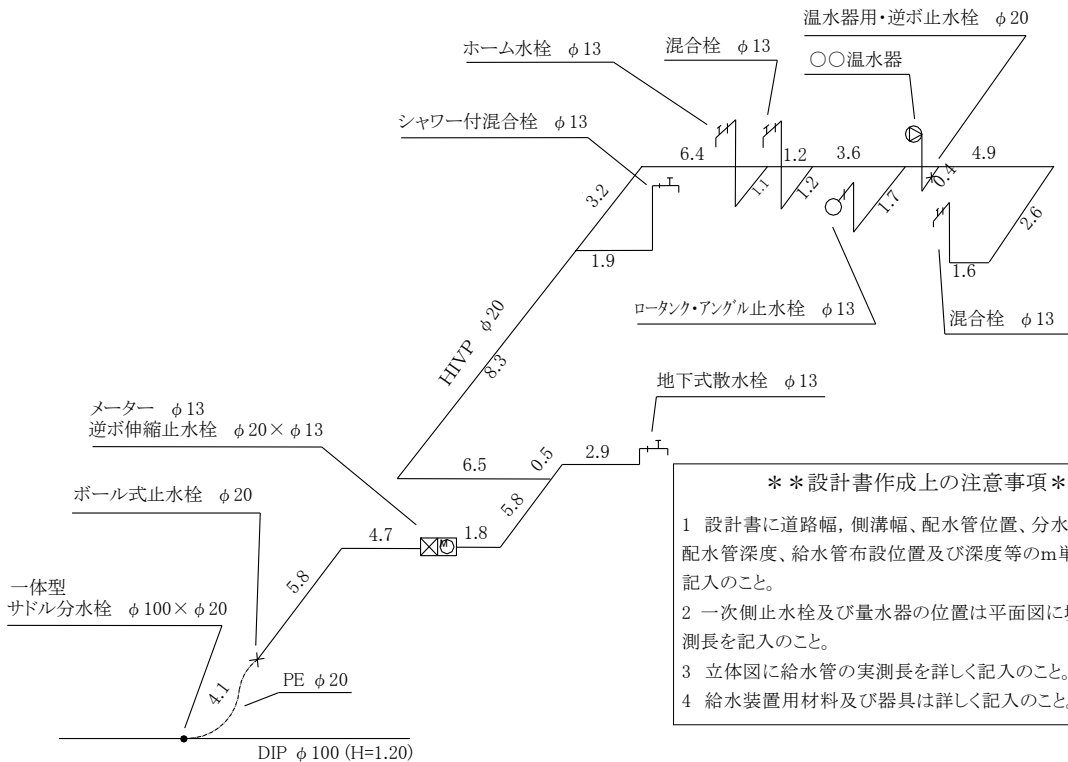 温水器用・逆ボ止水栓 φ20
ホーム水栓 φ13
混合栓 φ13
○○温水器
シャワー付混合栓 φ13
6.4
1.2
3.6
4.9
3.2
1.1
1.2
1.7
0.4
2.6
1.9
1.6
ロータンク・アングル止水栓 φ13
混合栓 φ13
HIVP φ20
8.3
地下式散水栓 φ13
メーター φ13
逆ボ伸縮止水栓 φ20×φ13
6.5
0.5
2.9
5.8
ボール式止水栓 φ20
4.7
M
1.8
5.8
一体型
サドル分水栓 φ100×φ20
4.1
PE φ20
DIP φ100 (H=1.20)
＊＊設計書作成上の注意事項＊
1 設計書に道路幅, 側溝幅、配水管位置、分水
配水管深度、給水管布設位置及び深度等のm単
記入のこと。
2 一次側止水栓及び量水器の位置は平面図に
測長を記入のこと。
3 立体図に給水管の実測長を詳しく記入のこと。
4 給水装置用材料及び器具は詳しく記入のこと。